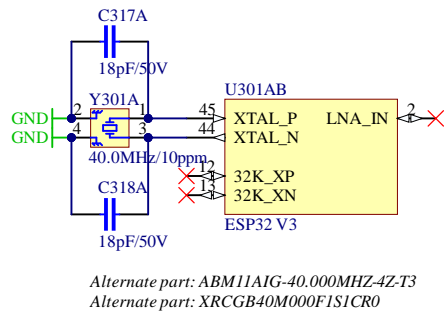 C317A
18pF/50V
Y301A
2
1
GND
GND
4
3
40.0MHz/10ppm
C318A
18pF/50V
U301AB
45
XTAL_P
LNA_IN
2
44
XTAL_N
12
32K_XP
13
32K_XN
ESP32 V3
Alternate part: ABM11AIG-40.000MHZ-4Z-T3
Alternate part: XRCGB40M000F1S1CR0